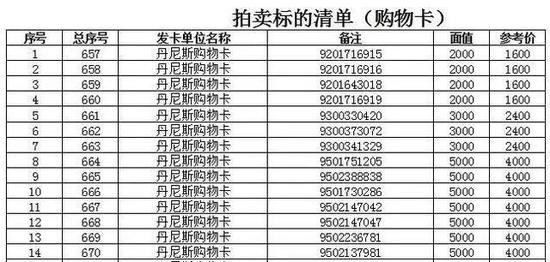 拍卖标的清单（购物卡）
序号 总序号 发卡单位名称 备注 面值 参考价
1 657 丹尼斯购物卡 9201716915 2000 1600
2 658 丹尼斯购物卡 9201716916 2000 1600
3 659 丹尼斯购物卡 9201643018 2000 1600
4 660 丹尼斯购物卡 9201716919 2000 1600
5 661 丹尼斯购物卡 9300330420 3000 2400
6 662 丹尼斯购物卡 9300373072 3000 2400
7 663 丹尼斯购物卡 9300341329 3000 2400
8 664 丹尼斯购物卡 9501751205 5000 4000
9 665 丹尼斯购物卡 9502388838 5000 4000
10 666 丹尼斯购物卡 9501730286 5000 4000
11 667 丹尼斯购物卡 9502147042 5000 4000
12 668 丹尼斯购物卡 9502147047 5000 4000
13 669 丹尼斯购物卡 9502236781 5000 4000
14 670 丹尼斯购物卡 9502137981 5000 4000